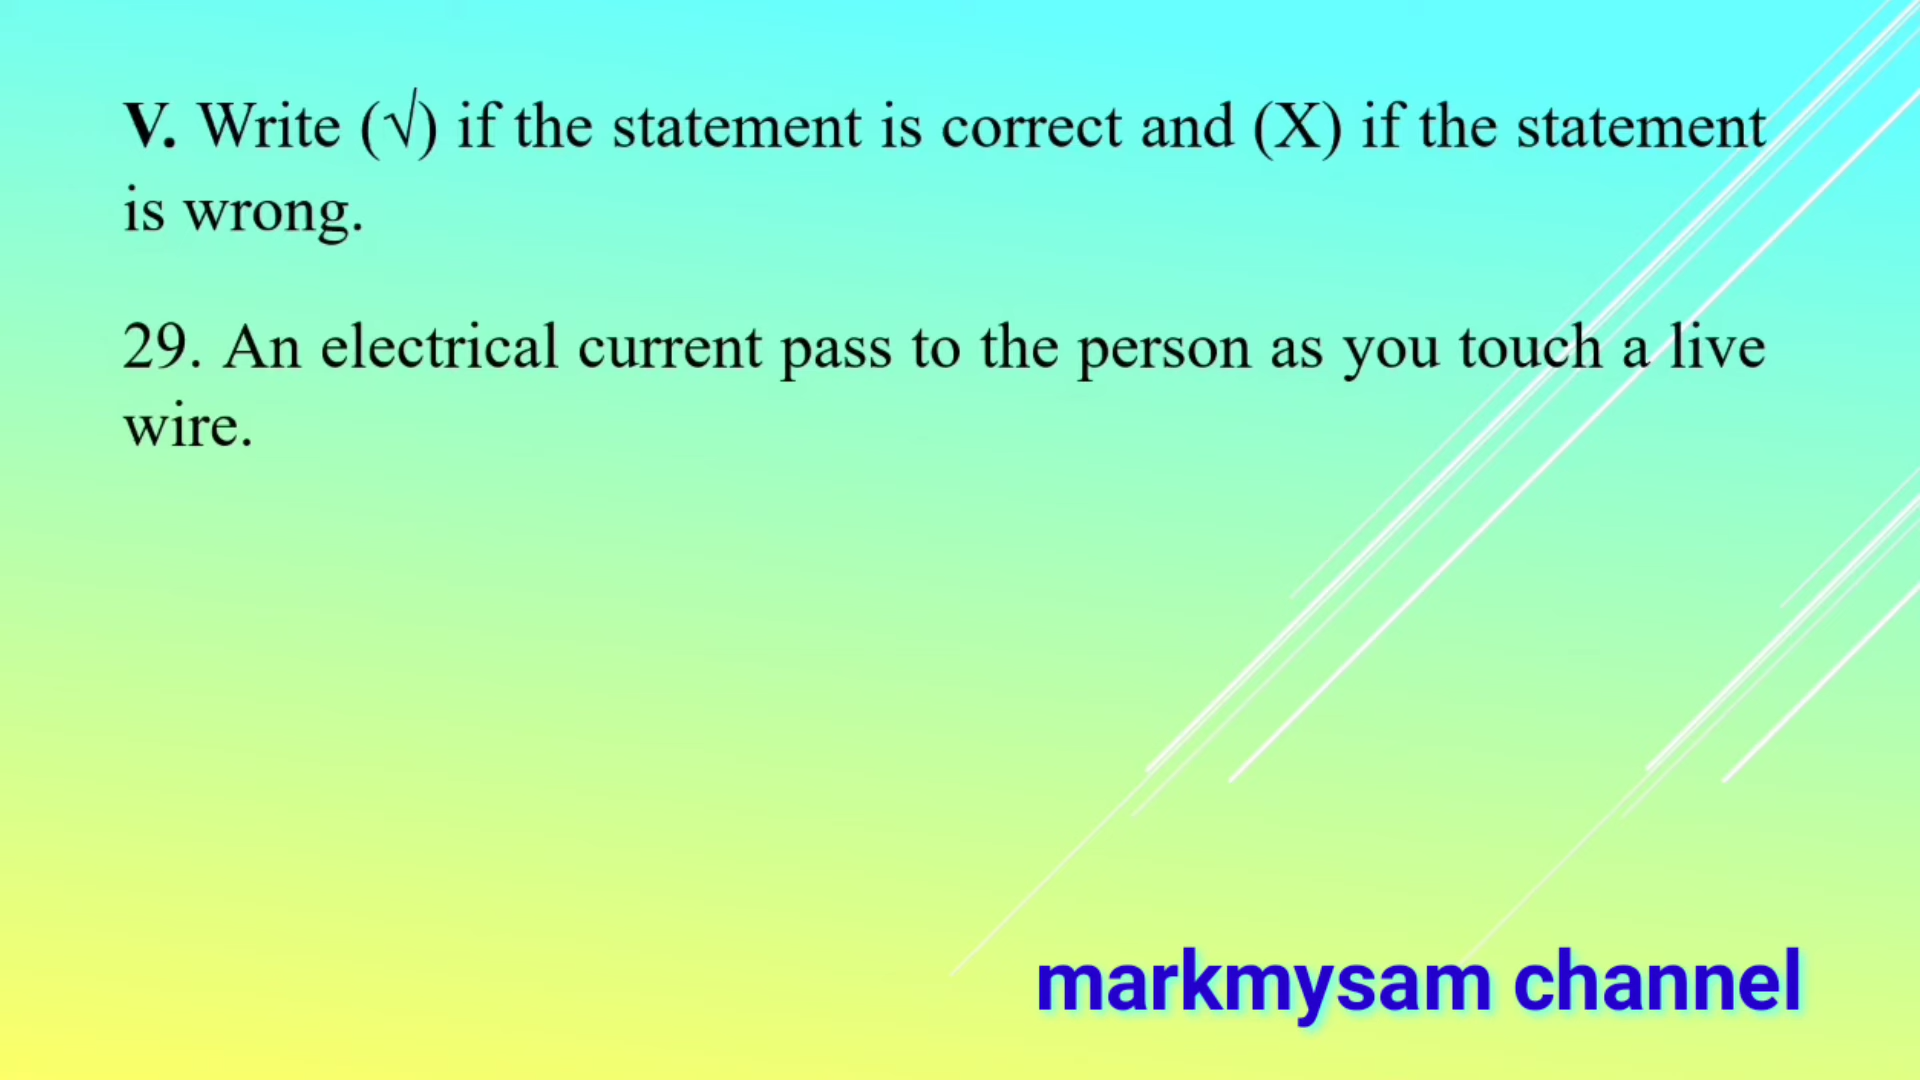 V. Write (√) if the statement is correct and (X) if the statement
is wrong.
29. An electrical current pass to the person as you touch a live
wire.
markmysam channel